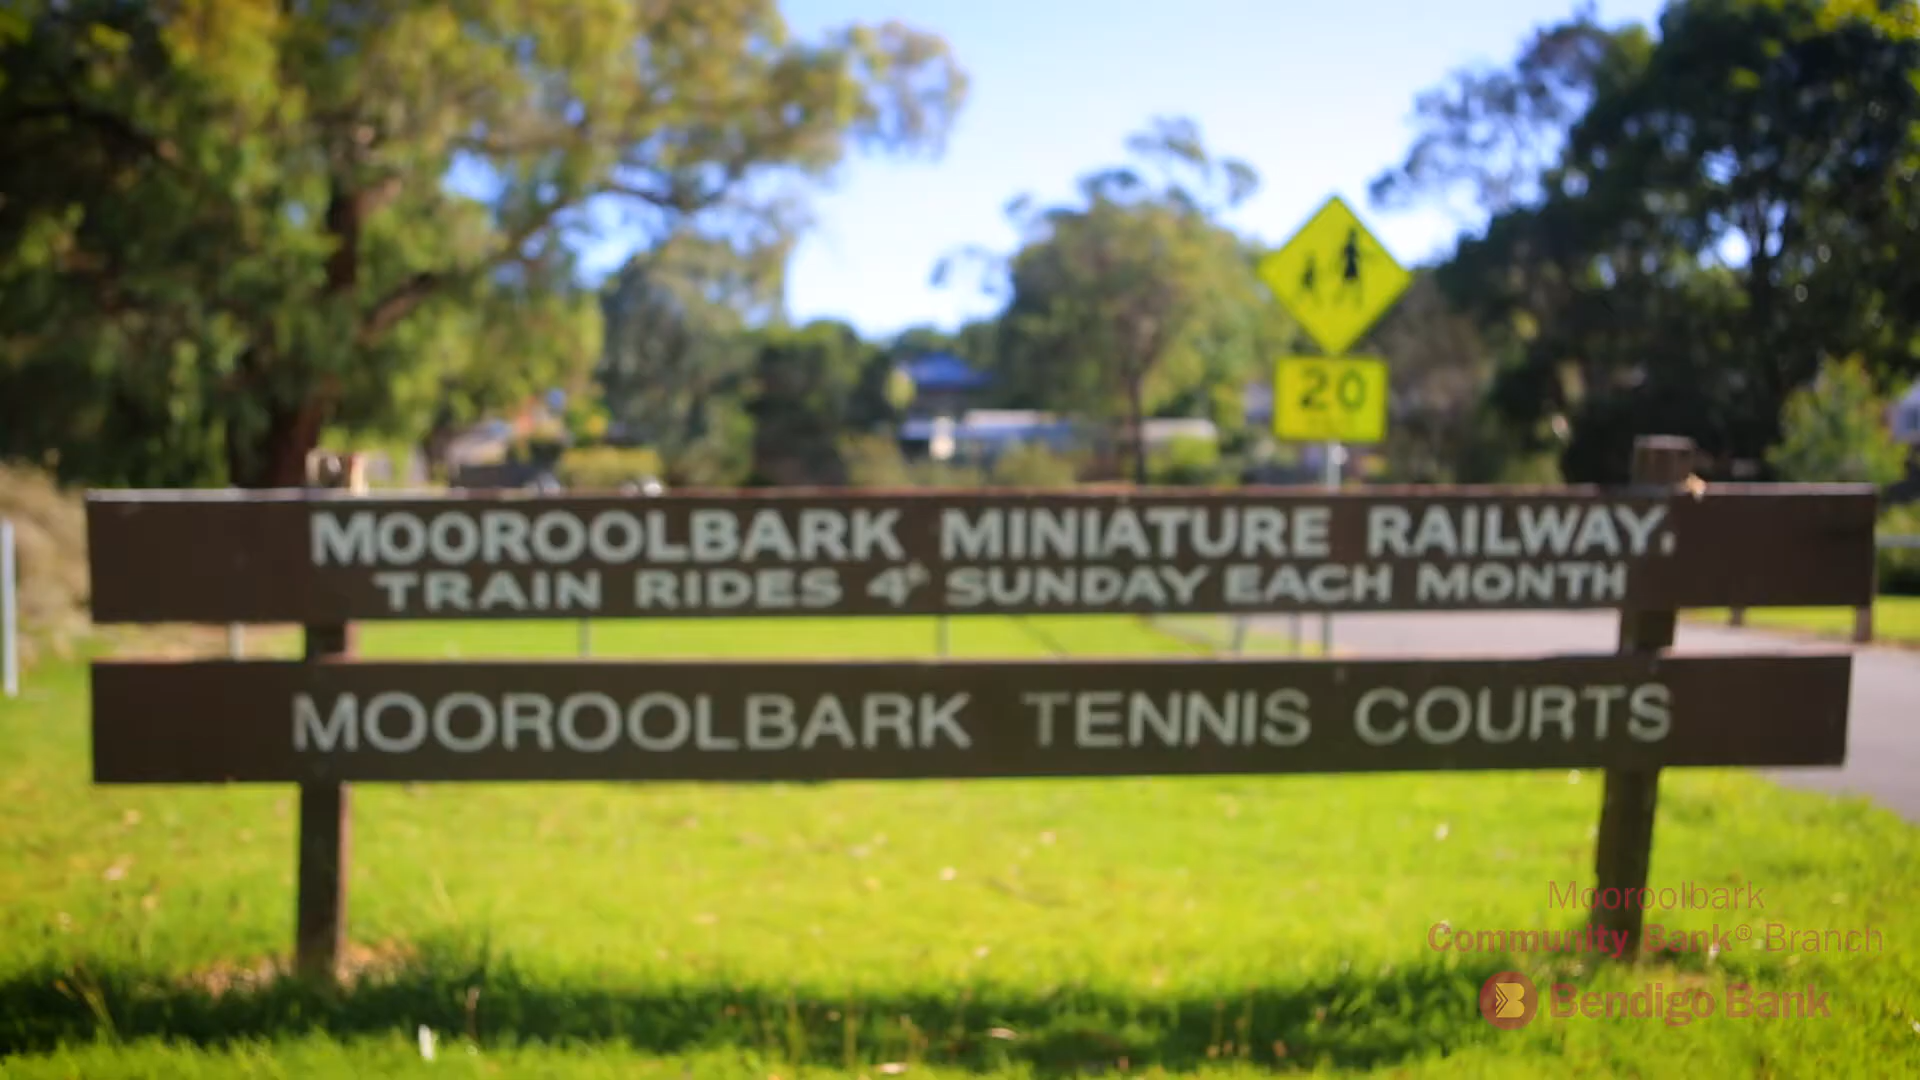 20
MOOROOLBARK MINIATURE RAILWAY.
TRAIN RIDES 4th SUNDAY EACH MONTH
MOOROOLBARK TENNIS COURTS
Mooroolbark
Community Bank® Branch
Bendigo Bank